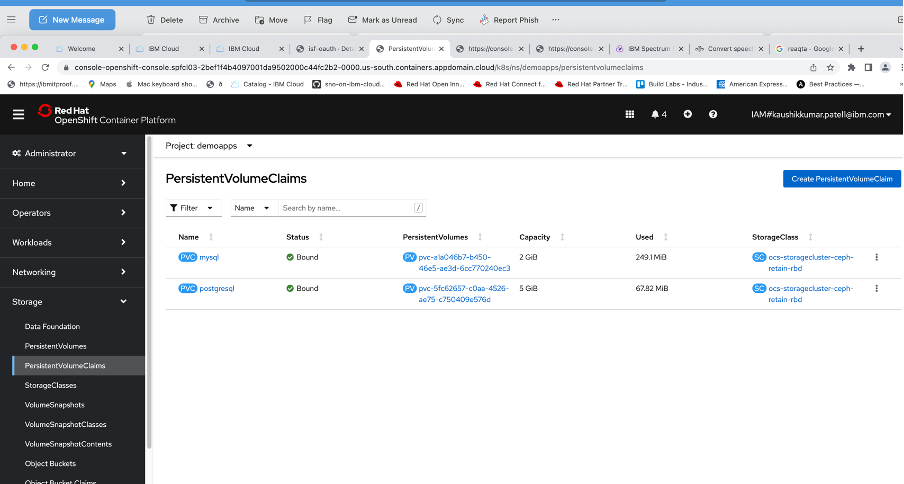 New Message
Delete
Archive
Move
Flag
Mark as Unread
Sync
Report Phish
Welcome
IBM Cloud
IBM Cloud
isf-oauth - Deta
PersistentVolum
https://console
https://console
IBM Spectrum
Convert speech
reaqta - Google
console-openshift-console.spfcl03-2bef1f4b4097001da9502000c44fc2b2-0000.us-south.containers.appdomain.cloud/k8s/ns/demoapps/persistentvolumeclaims
https://ibmitproof....
Maps
Mac keyboard sho...
Catalog - IBM Cloud
sno-on-ibm-cloud...
Red Hat Open Inn...
Red Hat Connect f...
Red Hat Partner Tr...
Build Labs - Indus...
American Express...
Best Practices —...
Red Hat
OpenShift Container Platform
4
IAM#kaushikkumar.patel1@ibm.com
Administrator
Home
Operators
Workloads
Networking
Storage
Data Foundation
PersistentVolumes
PersistentVolumeClaims
StorageClasses
VolumeSnapshots
VolumeSnapshotClasses
VolumeSnapshotContents
Object Buckets
Object Bucket Claims
Project: demoapps
PersistentVolumeClaims
Create PersistentVolumeClaim
Filter
Name
Search by name...
/
Name Status PersistentVolumes Capacity Used StorageClass
PVC mysql Bound PV pvc-a1a046b7-b450- 2 GiB 249.1 MiB SC ocs-storagecluster-ceph-
46e5-ae3d-6cc770240ec3 retain-rbd
PVC postgresql Bound PV pvc-5fc62657-c0aa-4526- 5 GiB 67.82 MiB SC ocs-storagecluster-ceph-
ae75-c750409e576d retain-rbd